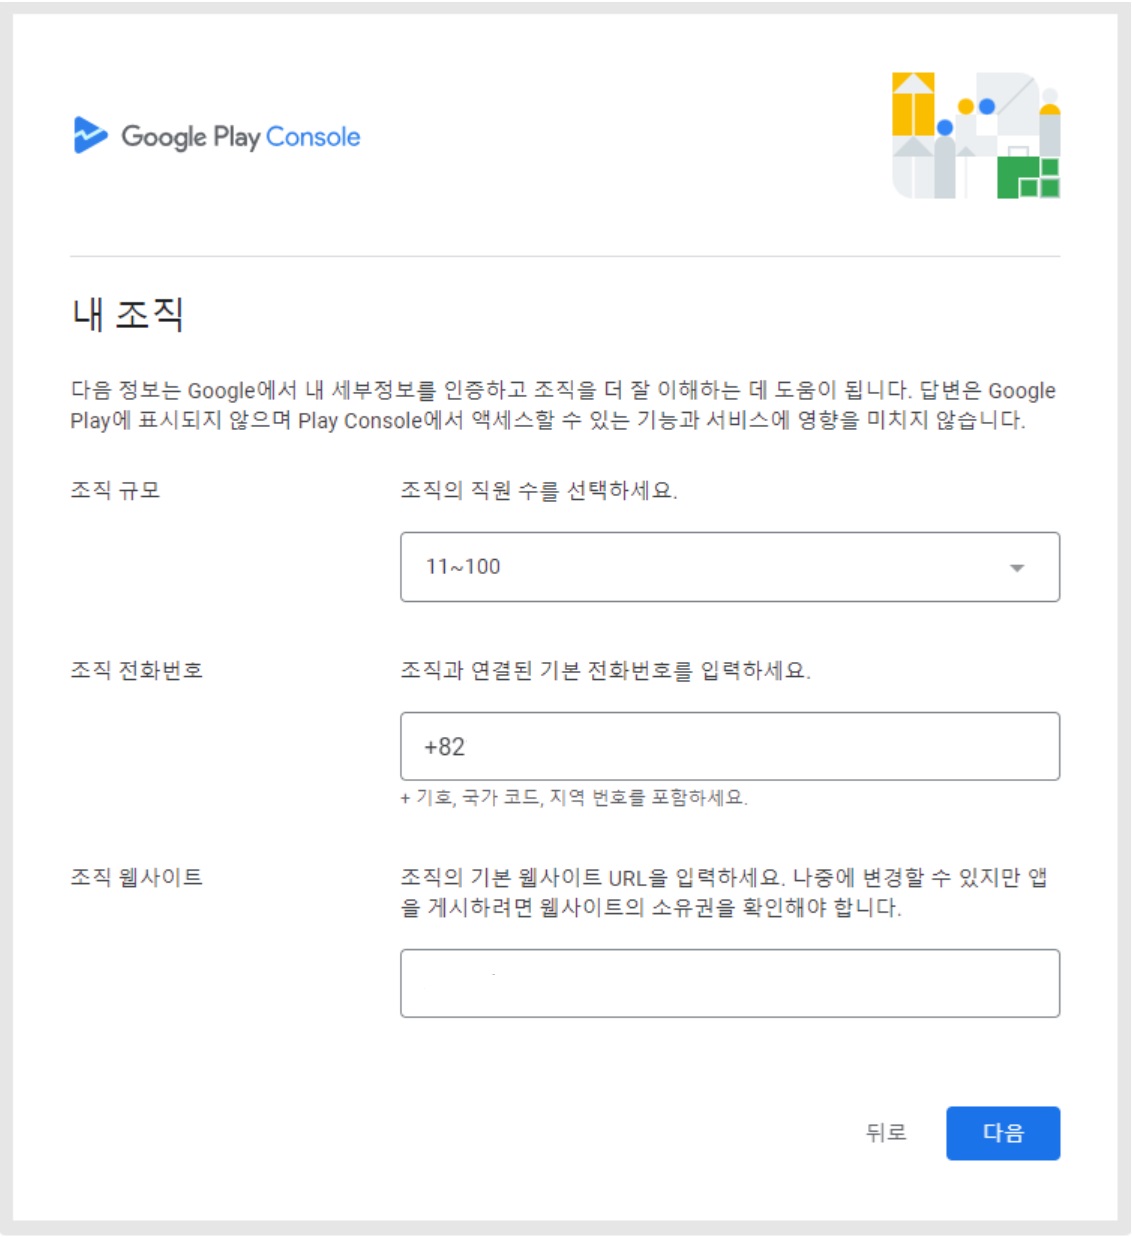 Google Play Console
내 조직
다음 정보는 Google에서 내 세부정보를 인증하고 조직을 더 잘 이해하는 데 도움이 됩니다. 답변은 Google
Play에 표시되지 않으며 Play Console에서 액세스할 수 있는 기능과 서비스에 영향을 미치지 않습니다.
조직 규모
조직의 직원 수를 선택하세요.
11~100
조직 전화번호
조직과 연결된 기본 전화번호를 입력하세요.
+82
+ 기호, 국가 코드, 지역 번호를 포함하세요.
조직 웹사이트
조직의 기본 웹사이트 URL을 입력하세요. 나중에 변경할 수 있지만 앱
을 게시하려면 웹사이트의 소유권을 확인해야 합니다.
뒤로
다음